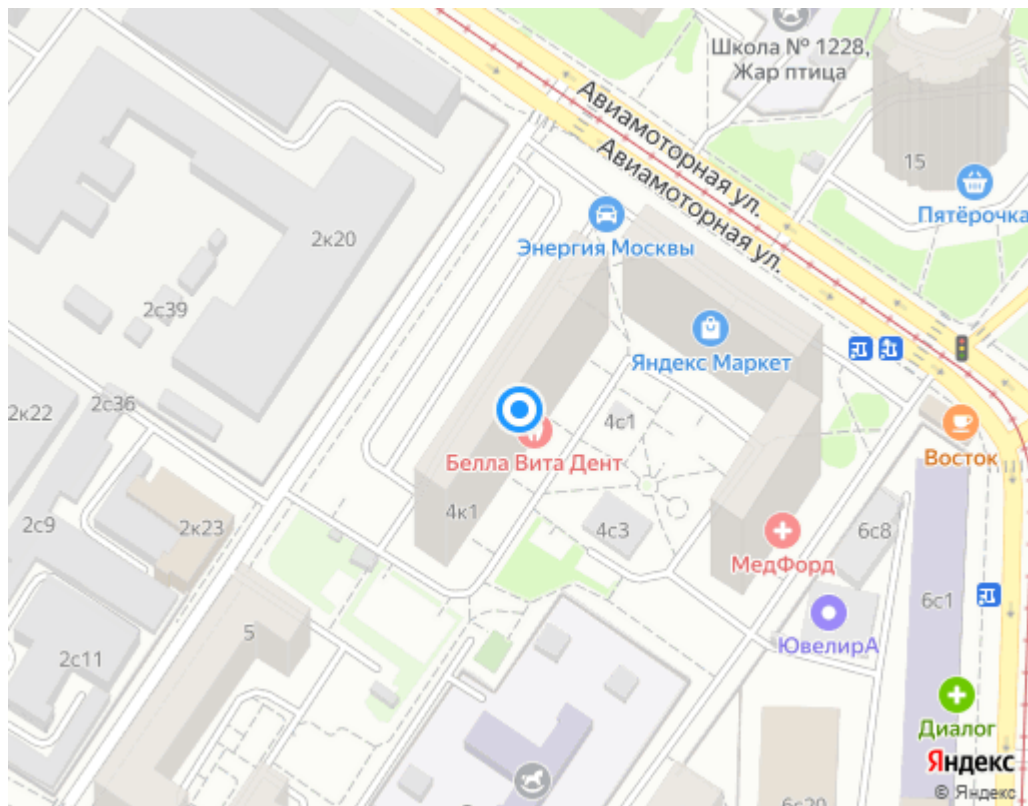 Школа № 1228,
Жар птица
Авиамоторная ул.
Авиамоторная ул.
15
Пятёрочка
2к20
Энергия Москвы
2с39
Яндекс Маркет
2к22
2с36
4с1
Белла Вита Дент
Восток
4к1
2с9
2к23
4с3
6с8
МедФорд
6с1
5
ЮвелирА
2с11
Диалог
Яндекс
© Яндекс
6с20